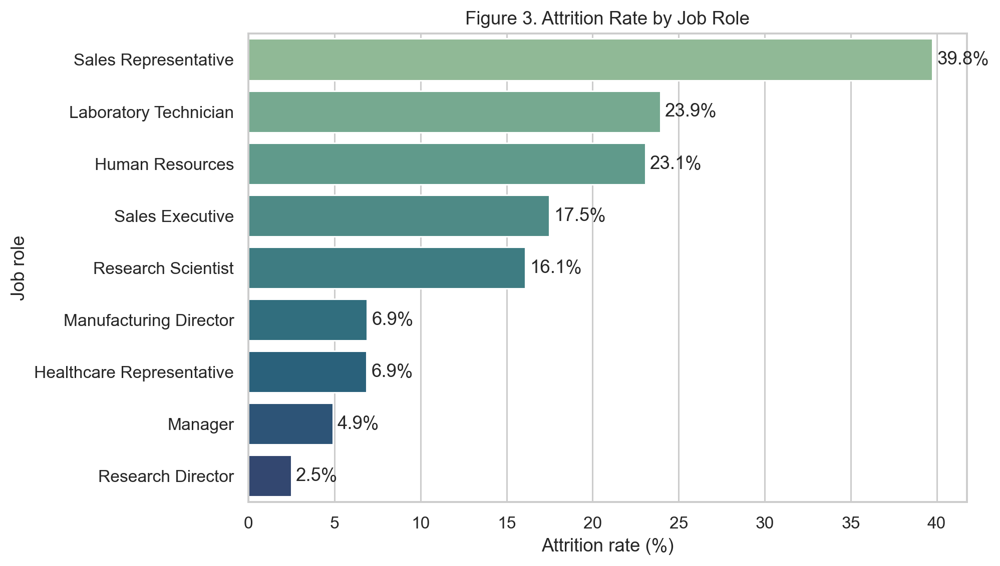 Figure 3. Attrition Rate by Job Role
Sales Representative
39.8%
Laboratory Technician
23.9%
Human Resources
23.1%
Sales Executive
17.5%
Research Scientist
16.1%
Manufacturing Director
6.9%
Healthcare Representative
6.9%
Manager
4.9%
Research Director
2.5%
Job role
0 5 10 15 20 25 30 35 40
Attrition rate (%)